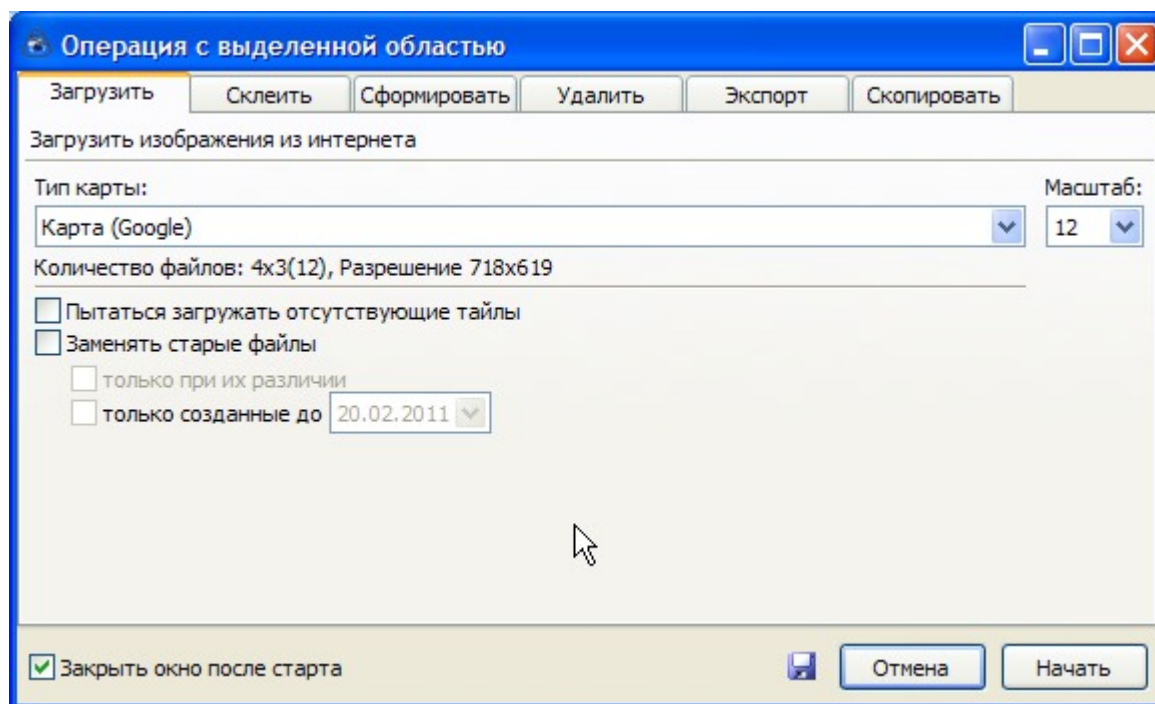 Операция с выделенной областью
Загрузить Склеить Сформировать Удалить Экспорт Скопировать
Загрузить изображения из интернета
Тип карты: Масштаб:
Карта (Google) 12
Количество файлов: 4x3(12), Разрешение 718x619
Пытаться загружать отсутствующие тайлы
Заменять старые файлы
только при их различии
только созданные до 20.02.2011
Закрыть окно после старта Отмена Начать